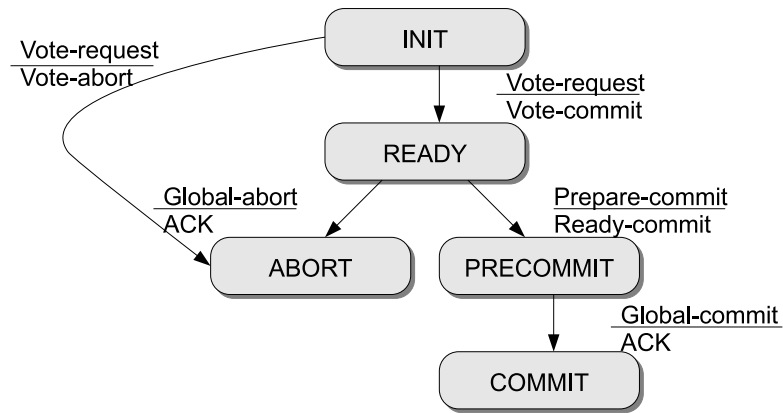 INIT
Vote-request
Vote-abort
Vote-request
Vote-commit
READY
Global-abort
ACK
Prepare-commit
Ready-commit
ABORT
PRECOMMIT
Global-commit
ACK
COMMIT